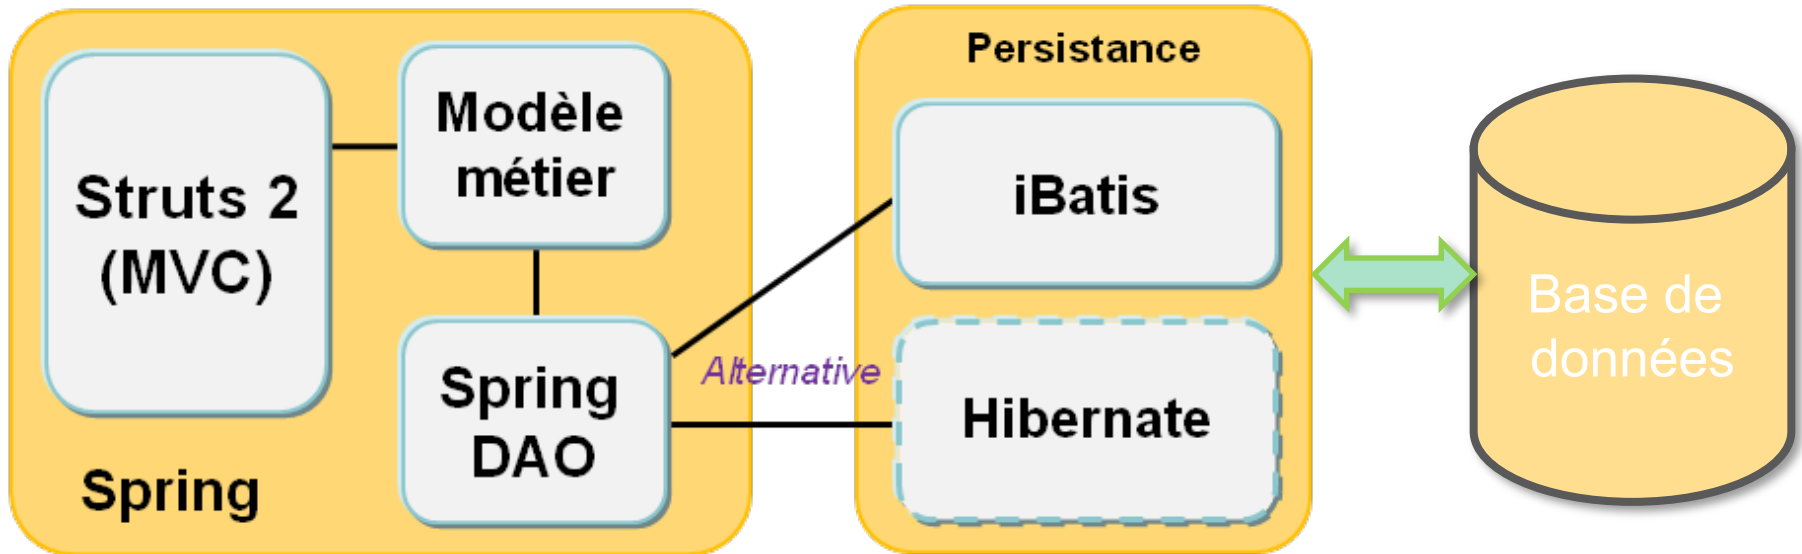 Struts 2
(MVC)
Modèle
métier
Spring
DAO
Spring
Alternative
Persistance
iBatis
Hibernate
Base de
données